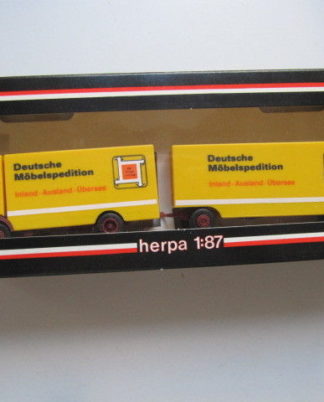 Deutsche
Möbelspedition
Inland · Ausland · Übersee
Deutsche
Möbelspedition
Inland · Ausland · Übersee
herpa 1:87